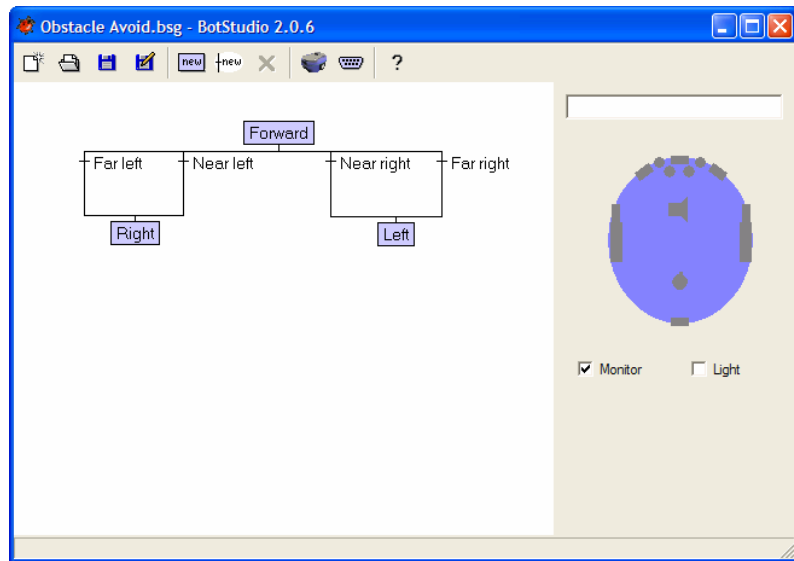 Obstacle Avoid.bsg - BotStudio 2.0.6
new new ?
Forward
Far left Near left Near right Far right
Right Left
Monitor Light